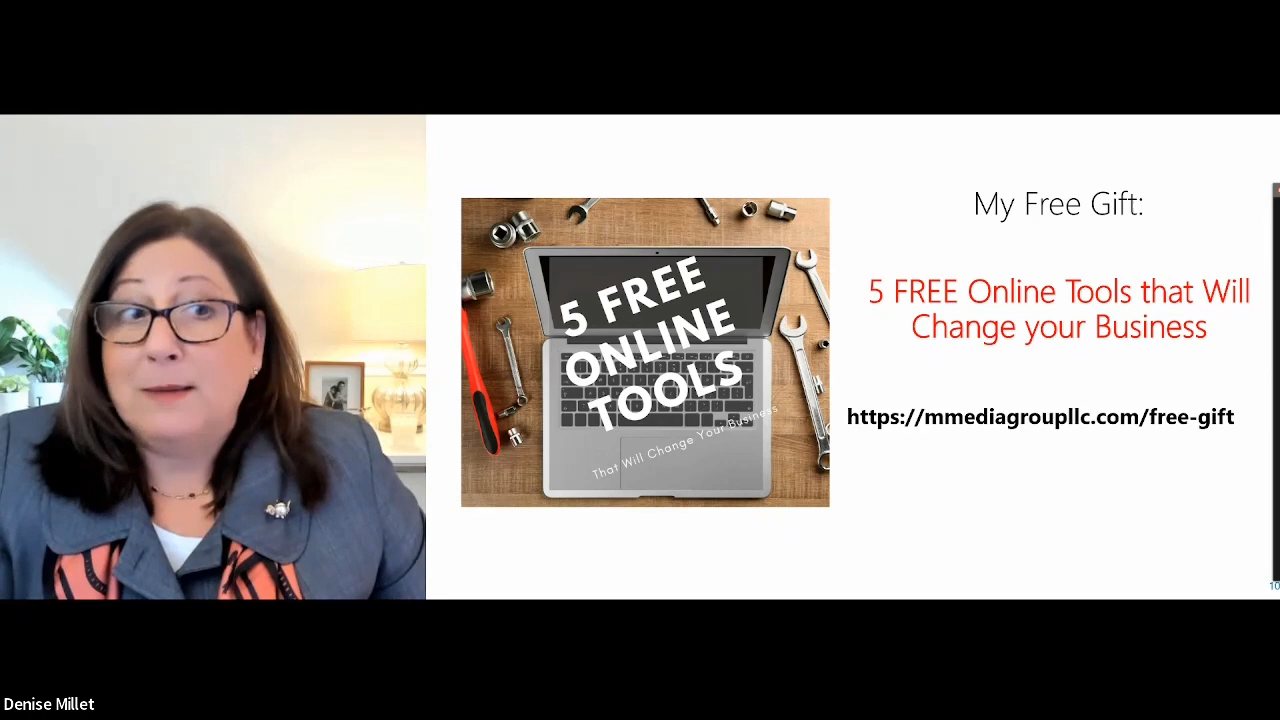 My Free Gift:
5 FREE Online Tools that Will
Change your Business
https://mmediagroupllc.com/free-gift
5 FREE
ONLINE
TOOLS
That Will Change Your Business
10
Denise Millet